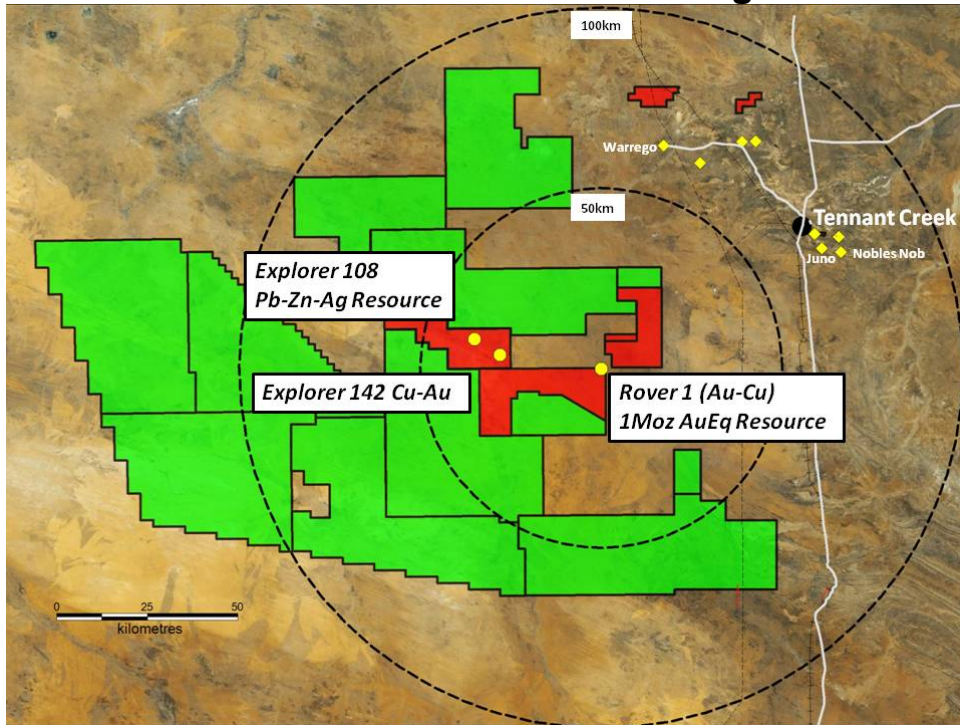 100km
Warrego
50km
Tennant Creek
Juno
Nobles Nob
Explorer 108
Pb-Zn-Ag Resource
Explorer 142 Cu-Au
Rover 1 (Au-Cu)
1Moz AuEq Resource
0 25 50
kilometres